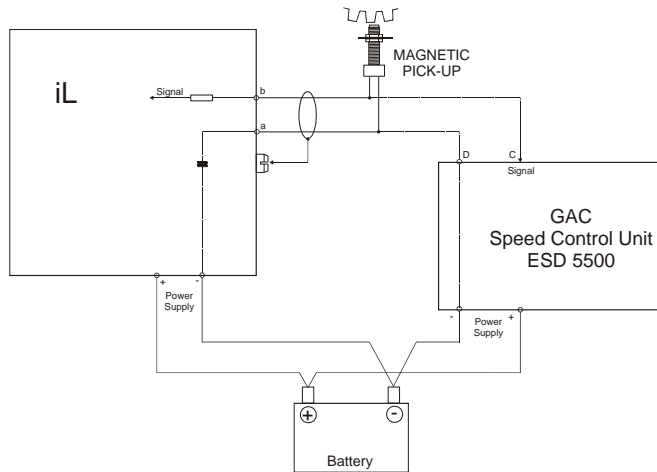 MAGNETIC
PICK-UP
iL
Signal
b
a
D
C
Signal
GAC
Speed Control Unit
ESD 5500
+
-
Power
Supply
-
Power
Supply
+
+
-
Battery